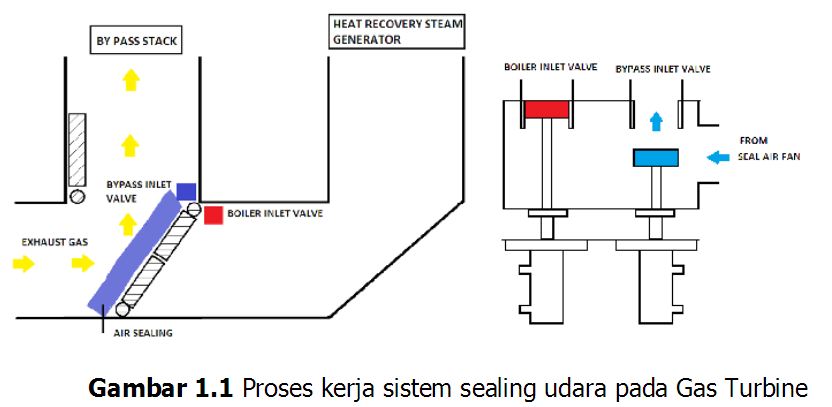 BY PASS STACK
HEAT RECOVERY STEAM
GENERATOR
BYPASS INLET
VALVE
BOILER INLET VALVE
EXHAUST GAS
AIR SEALING
BOILER INLET VALVE
BYPASS INLET VALVE
FROM
SEAL AIR FAN
Gambar 1.1 Proses kerja sistem sealing udara pada Gas Turbine